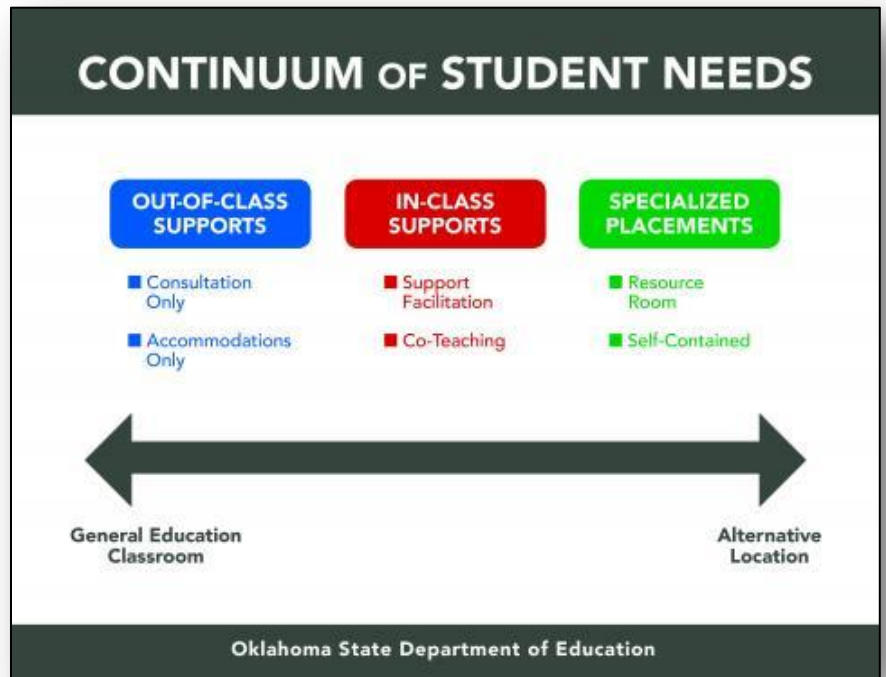 CONTINUUM OF STUDENT NEEDS
OUT-OF-CLASS
SUPPORTS
Consultation
Only
Accommodations
Only
IN-CLASS
SUPPORTS
Support
Facilitation
Co-Teaching
SPECIALIZED
PLACEMENTS
Resource
Room
Self-Contained
General Education
Classroom
Alternative
Location
Oklahoma State Department of Education